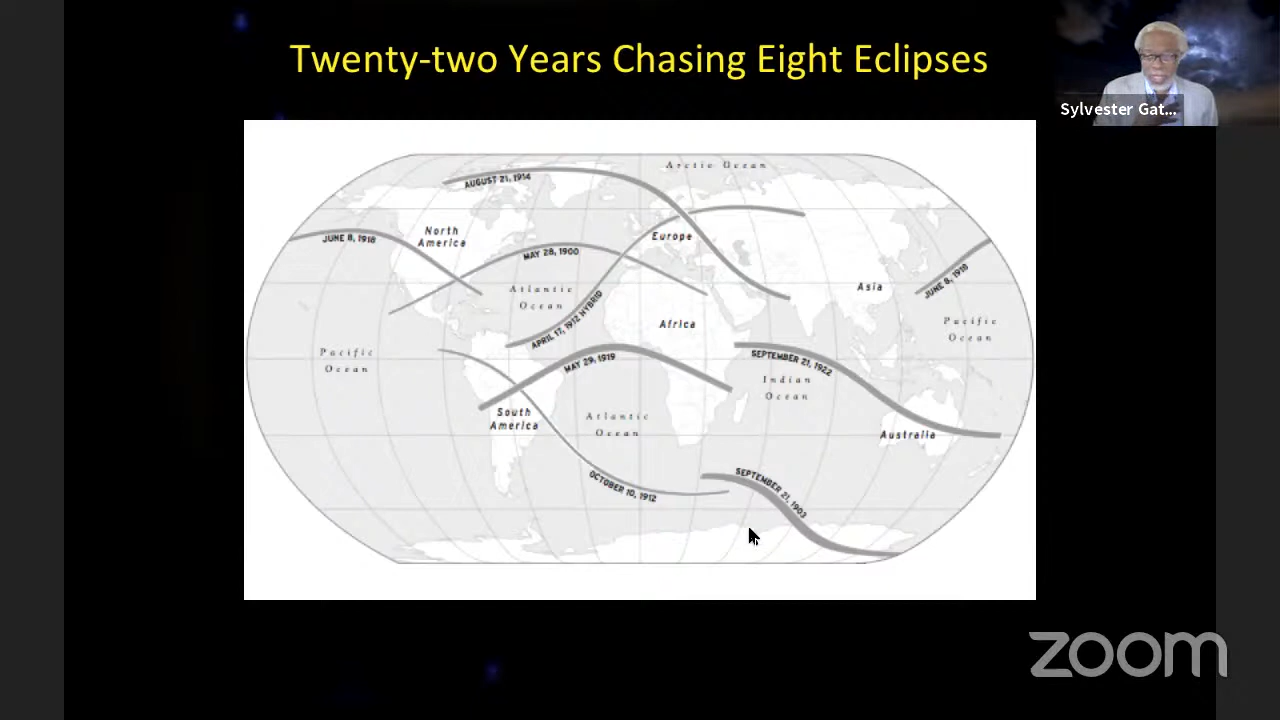 Twenty-two Years Chasing Eight Eclipses
Sylvester Gat...
Arctic Ocean
AUGUST 21, 1914
North
America
JUNE 8, 1918
MAY 28, 1900
Europe
Atlantic
Ocean
APRIL 17, 1912 HYBRID
Asia
JUNE 8, 1918
Africa
Pacific
Ocean
Pacific
Ocean
MAY 29, 1919
SEPTEMBER 21, 1922
Indian
Ocean
South
America
Atlantic
Ocean
Australia
OCTOBER 10, 1912
SEPTEMBER 21, 1903
zoom